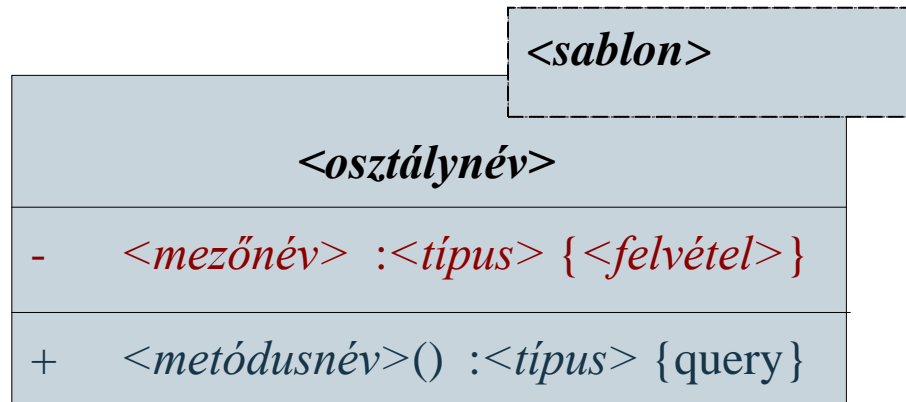 <sablon>
<osztálynév>
- <mezőnév> :<típus> {<felvétel>}
+ <metódusnév>() :<típus> {query}